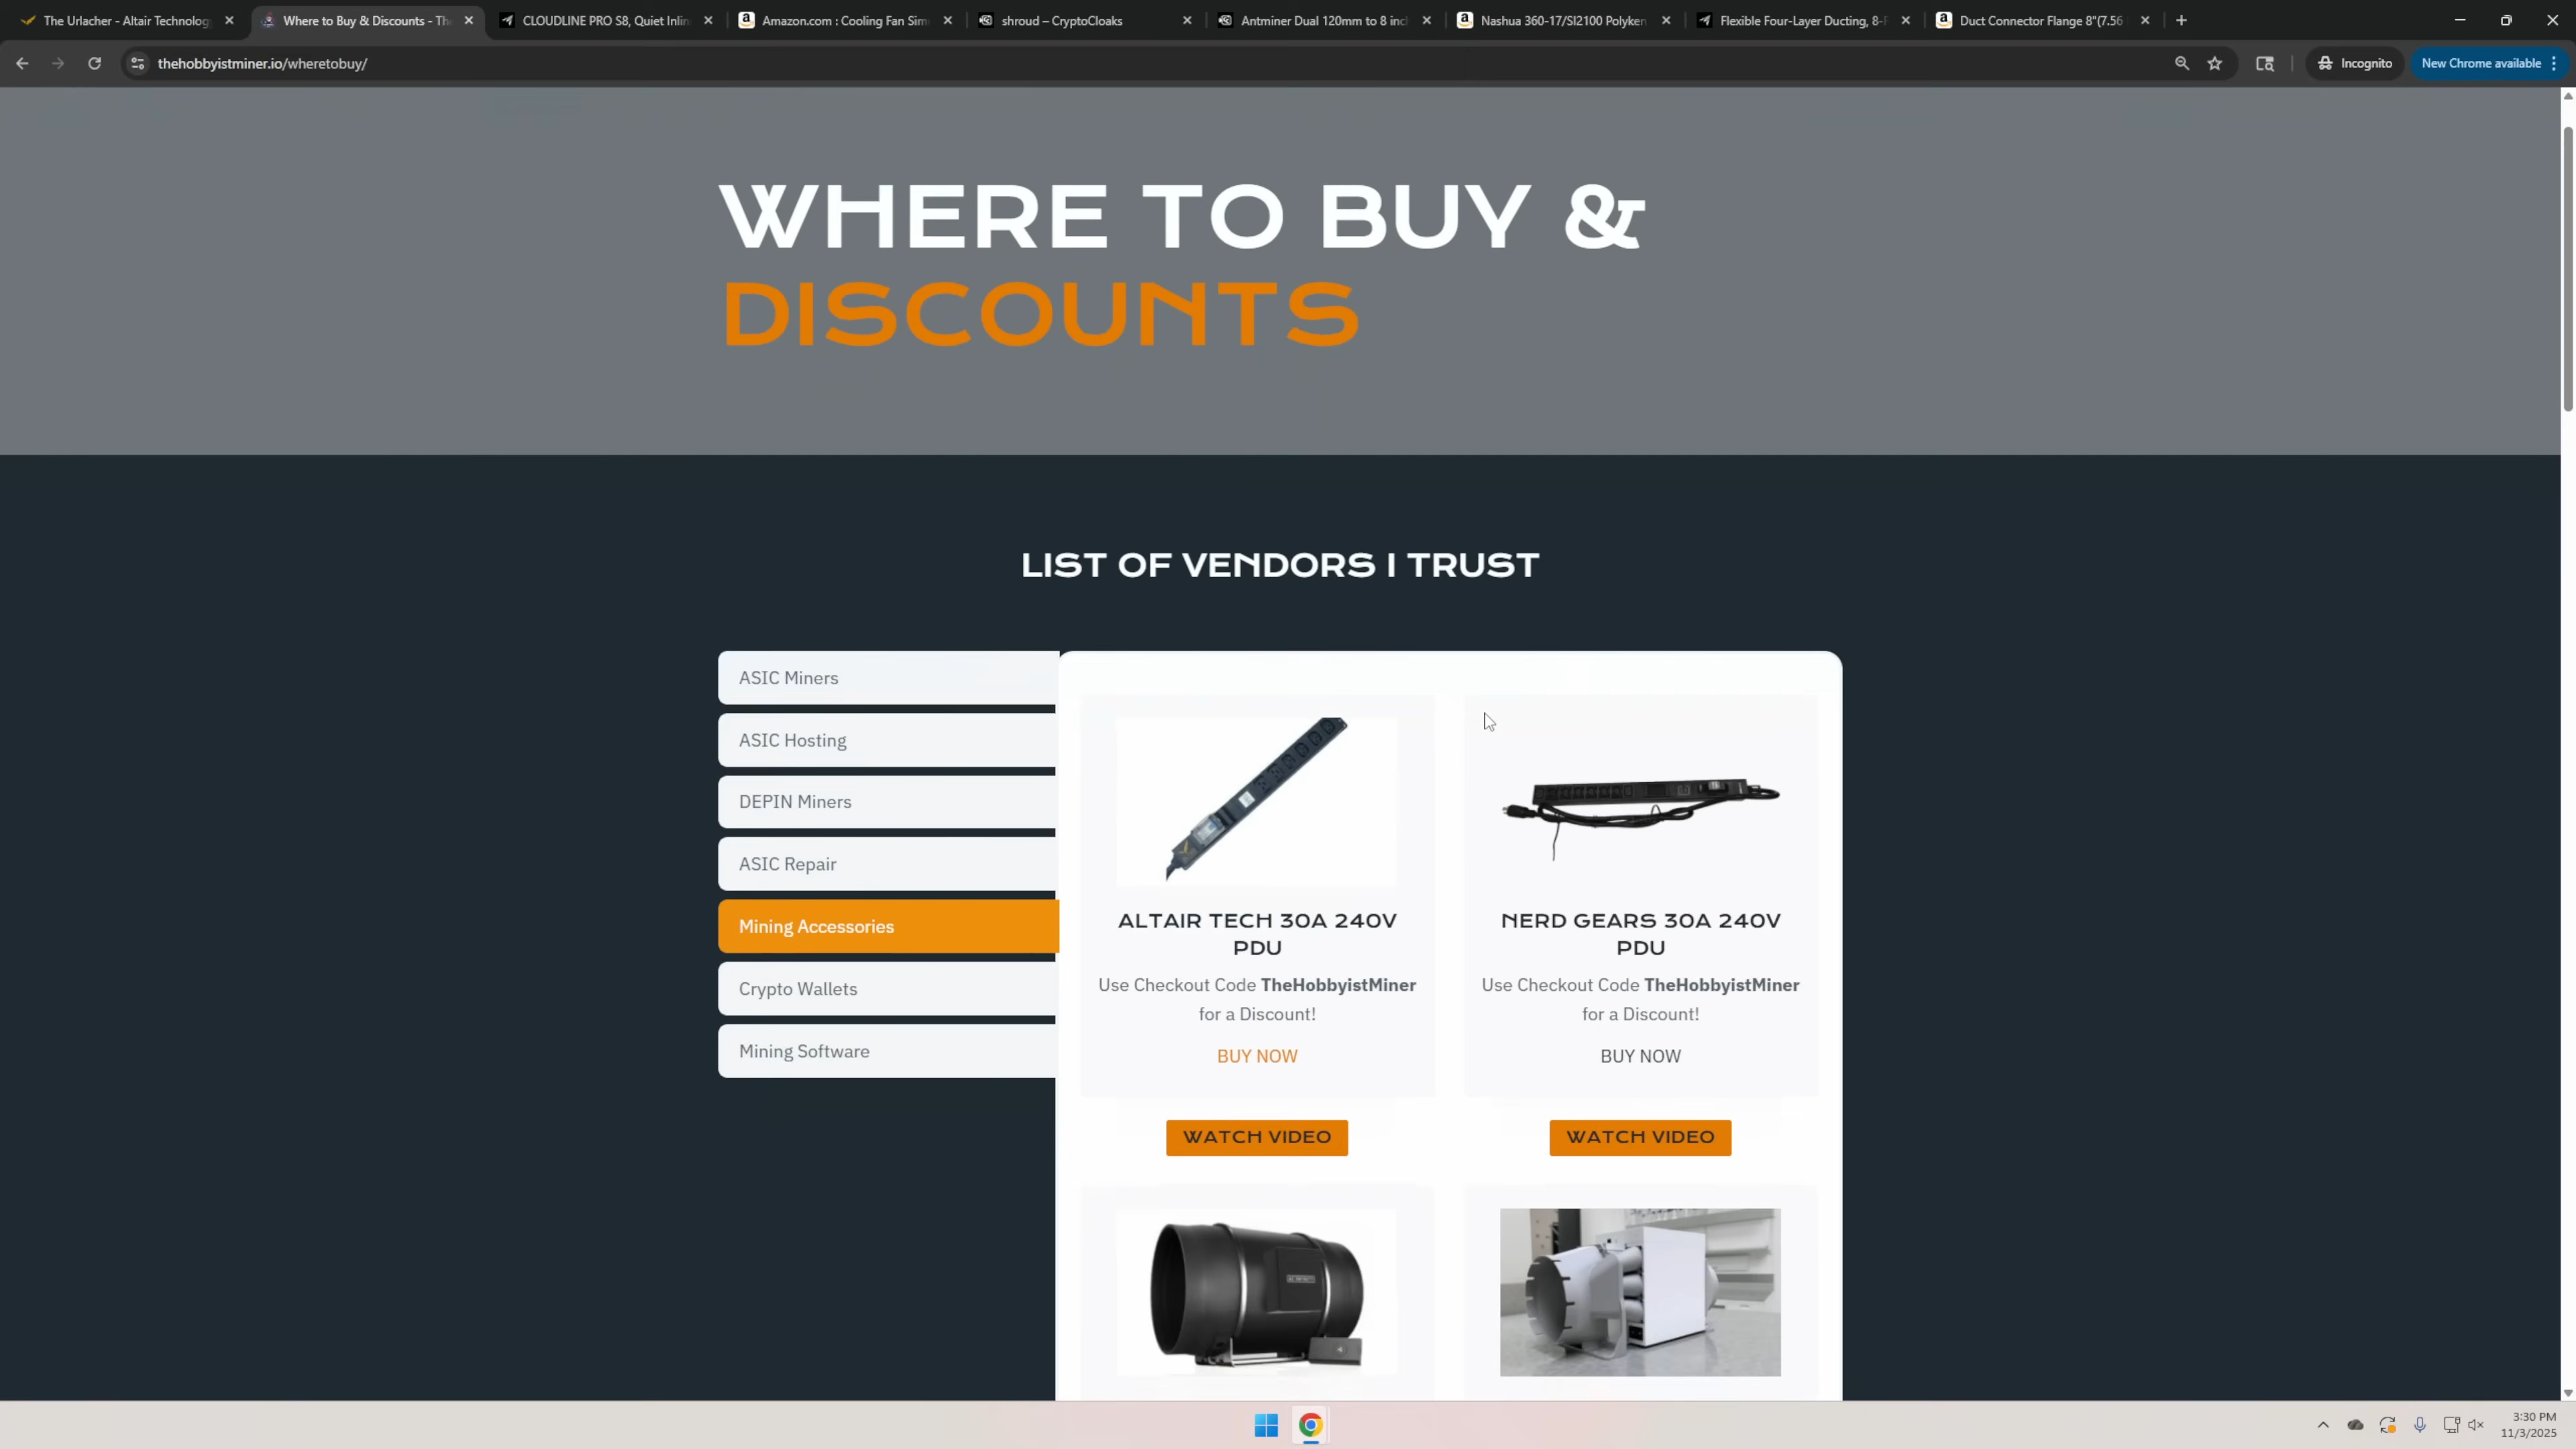 The Urlacher - Altair Technolog
Where to Buy & Discounts - Th
CLOUDLINE PRO S8, Quiet Inlin
Amazon.com : Cooling Fan Sim
shroud – CryptoCloaks
Antminer Dual 120mm to 8 inc
Nashua 360-17/SI2100 Polyken
Flexible Four-Layer Ducting, 8-F
Duct Connector Flange 8"(7.56
thehobbyistminer.io/wheretobuy/
Incognito
New Chrome available
WHERE TO BUY &
DISCOUNTS
LIST OF VENDORS I TRUST
ASIC Miners
ASIC Hosting
DEPIN Miners
ASIC Repair
Mining Accessories
Crypto Wallets
Mining Software
ALTAIR TECH 30A 240V
PDU
Use Checkout Code TheHobbyistMiner
for a Discount!
BUY NOW
WATCH VIDEO
NERD GEARS 30A 240V
PDU
Use Checkout Code TheHobbyistMiner
for a Discount!
BUY NOW
WATCH VIDEO
3:30 PM
11/3/2025